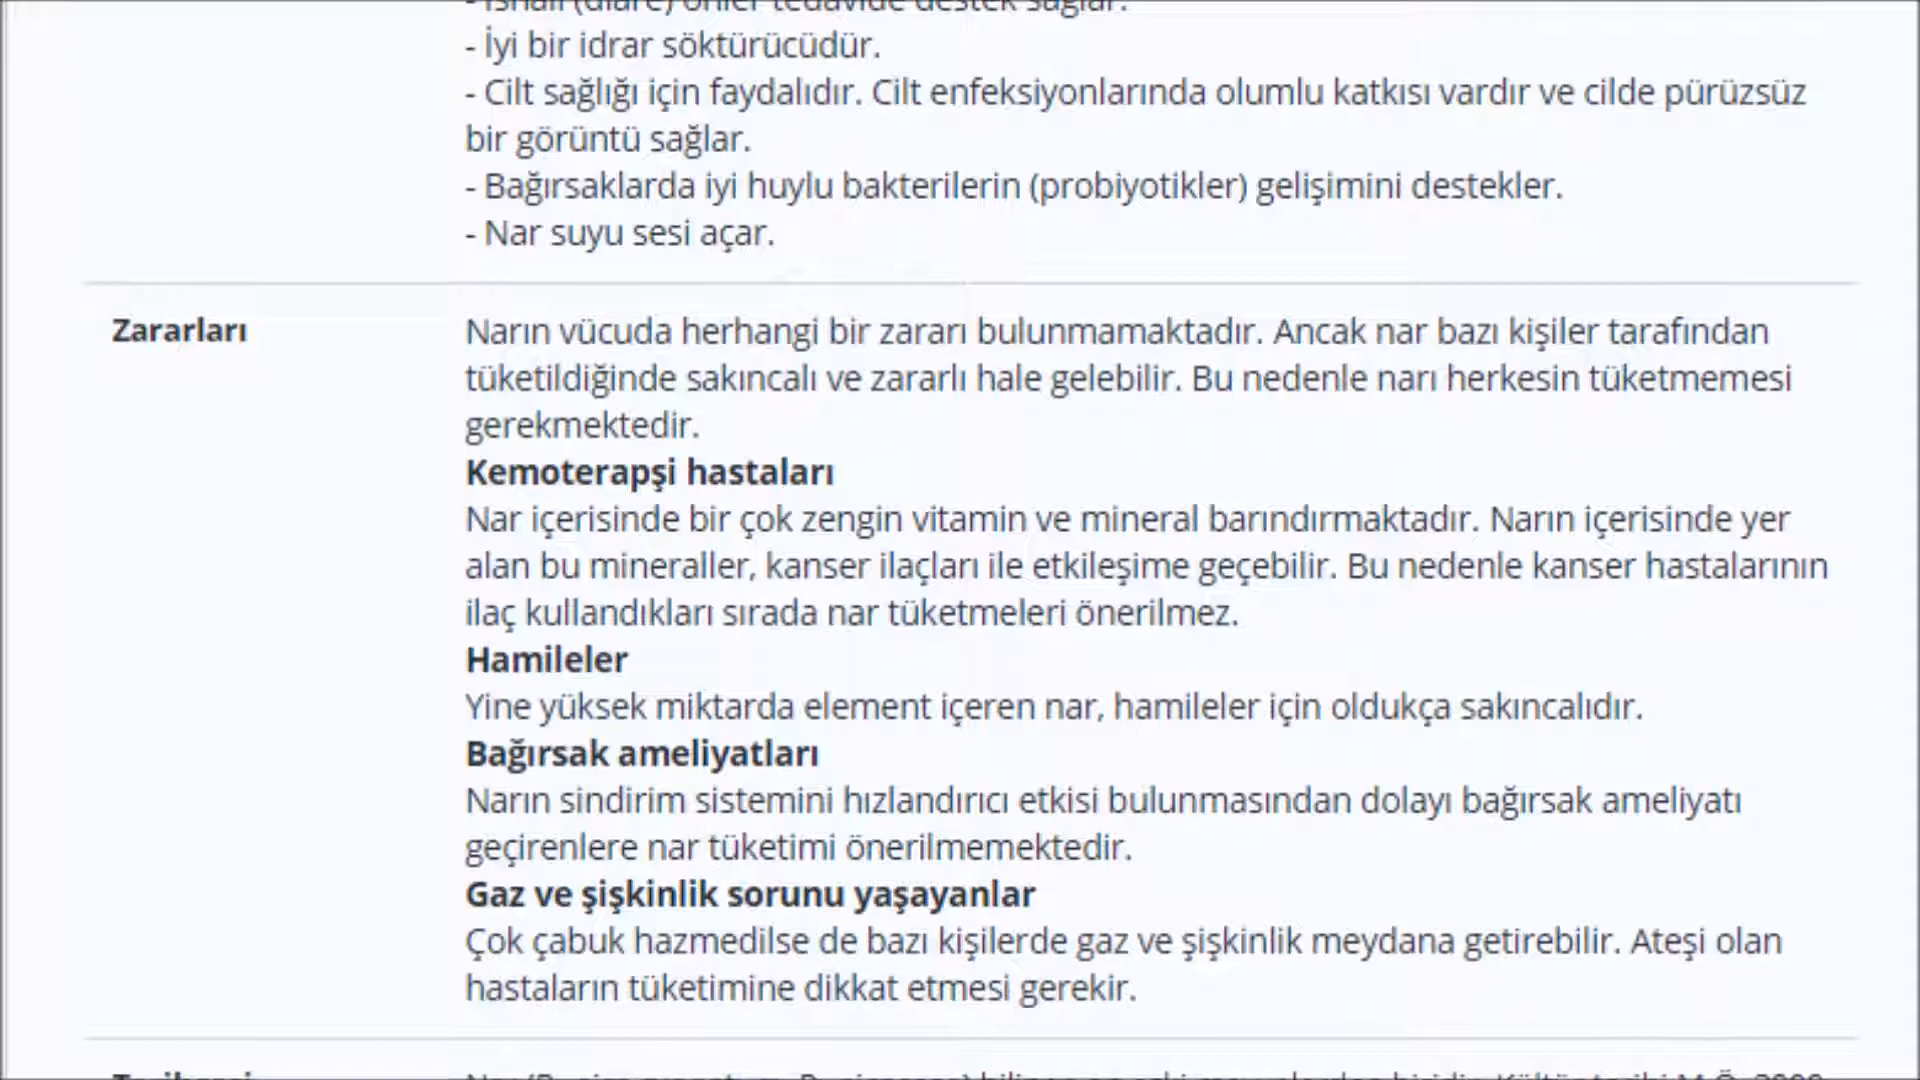 - İshali (diare) önler tedavide destek sağlar.
- İyi bir idrar söktürücüdür.
- Cilt sağlığı için faydalıdır. Cilt enfeksiyonlarında olumlu katkısı vardır ve cilde pürüzsüz
bir görüntü sağlar.
- Bağırsaklarda iyi huylu bakterilerin (probiyotikler) gelişimini destekler.
- Nar suyu sesi açar.
Zararları
Narın vücuda herhangi bir zararı bulunmamaktadır. Ancak nar bazı kişiler tarafından
tüketildiğinde sakıncalı ve zararlı hale gelebilir. Bu nedenle narı herkesin tüketmemesi
gerekmektedir.
Kemoterapşi hastaları
Nar içerisinde bir çok zengin vitamin ve mineral barındırmaktadır. Narın içerisinde yer
alan bu mineraller, kanser ilaçları ile etkileşime geçebilir. Bu nedenle kanser hastalarının
ilaç kullandıkları sırada nar tüketmeleri önerilmez.
Hamileler
Yine yüksek miktarda element içeren nar, hamileler için oldukça sakıncalıdır.
Bağırsak ameliyatları
Narın sindirim sistemini hızlandırıcı etkisi bulunmasından dolayı bağırsak ameliyatı
geçirenlere nar tüketimi önerilmemektedir.
Gaz ve şişkinlik sorunu yaşayanlar
Çok çabuk hazmedilse de bazı kişilerde gaz ve şişkinlik meydana getirebilir. Ateşi olan
hastaların tüketimine dikkat etmesi gerekir.